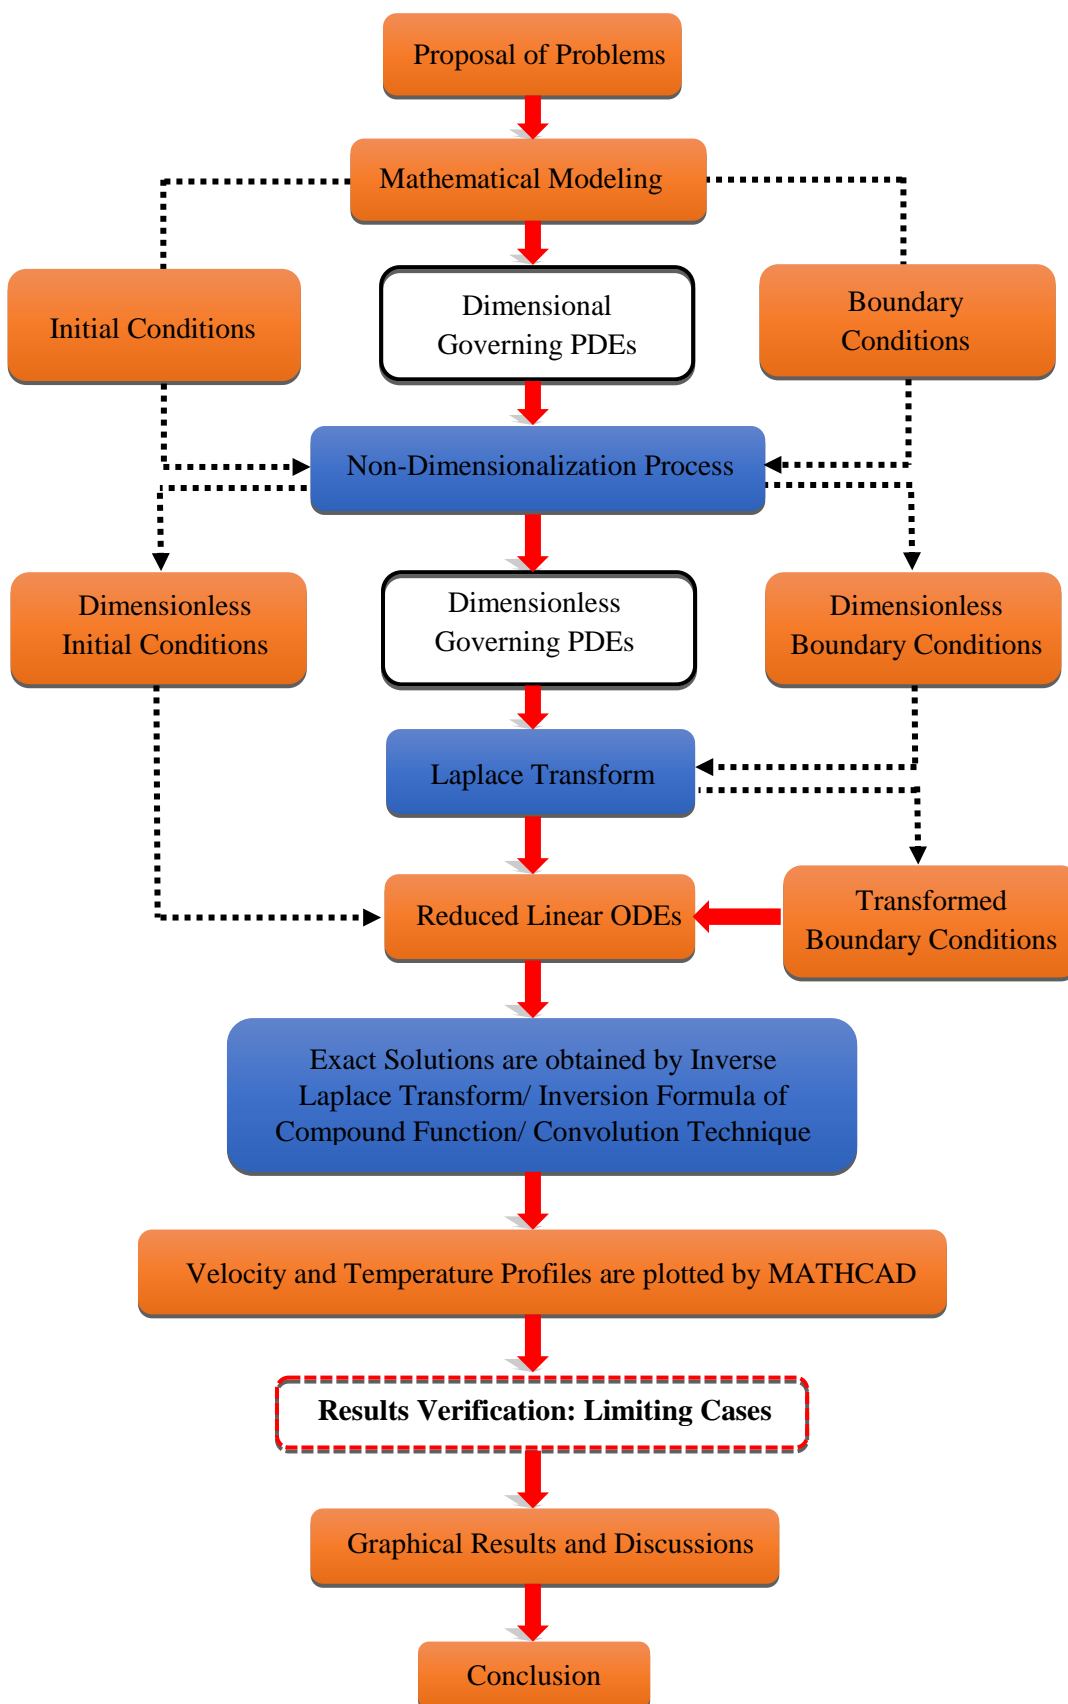 Proposal of Problems
Mathematical Modeling
Initial Conditions
Dimensional
Governing PDEs
Boundary
Conditions
Non-Dimensionalization Process
Dimensionless
Initial Conditions
Dimensionless
Governing PDEs
Dimensionless
Boundary Conditions
Laplace Transform
Reduced Linear ODEs
Transformed
Boundary Conditions
Exact Solutions are obtained by Inverse
Laplace Transform/ Inversion Formula of
Compound Function/ Convolution Technique
Velocity and Temperature Profiles are plotted by MATHCAD
Results Verification: Limiting Cases
Graphical Results and Discussions
Conclusion